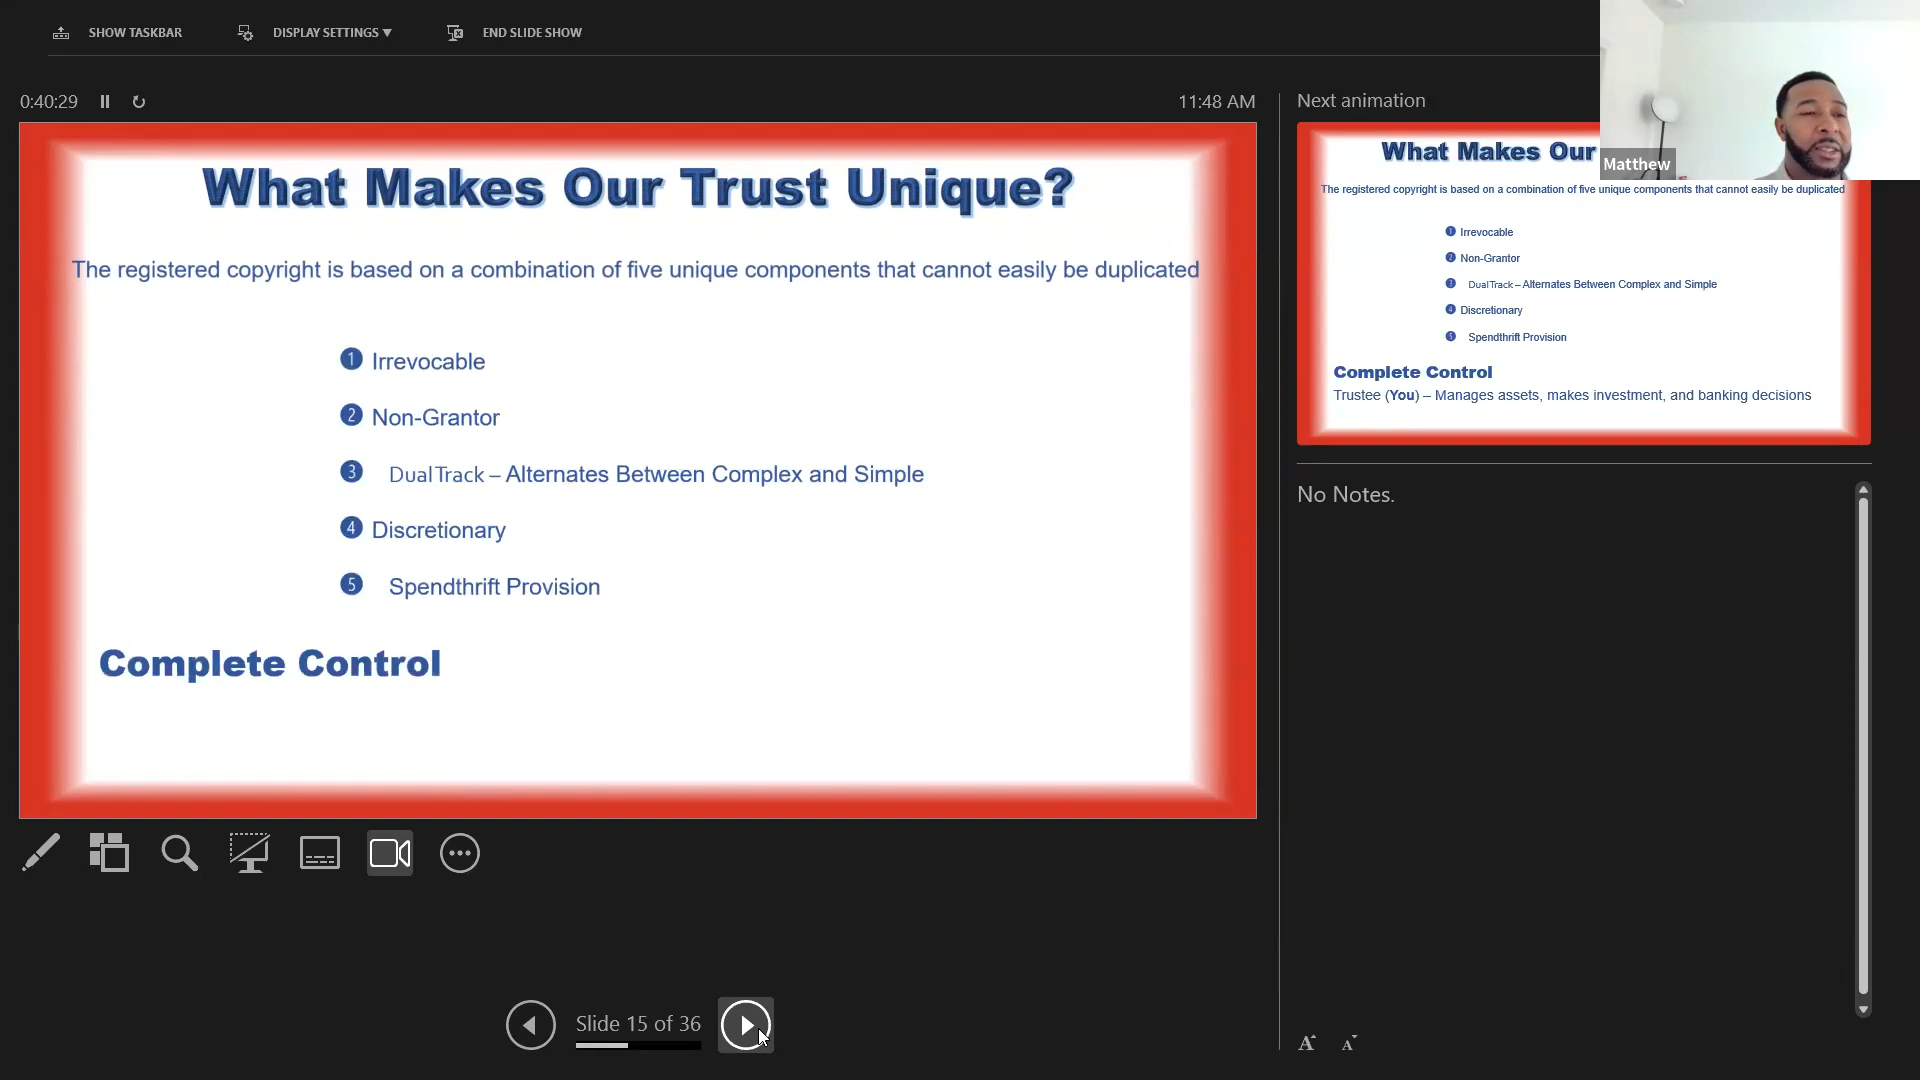 SHOW TASKBAR
DISPLAY SETTINGS ▼
END SLIDE SHOW
0:40:29
11:48 AM
What Makes Our Trust Unique?
The registered copyright is based on a combination of five unique components that cannot easily be duplicated
1 Irrevocable
2 Non-Grantor
3 DualTrack – Alternates Between Complex and Simple
4 Discretionary
5 Spendthrift Provision
Complete Control
Slide 15 of 36
Next animation
Matthew
What Makes Our
The registered copyright is based on a combination of five unique components that cannot easily be duplicated
1 Irrevocable
2 Non-Grantor
3 DualTrack – Alternates Between Complex and Simple
4 Discretionary
5 Spendthrift Provision
Complete Control
Trustee (You) – Manages assets, makes investment, and banking decisions
No Notes.
A A